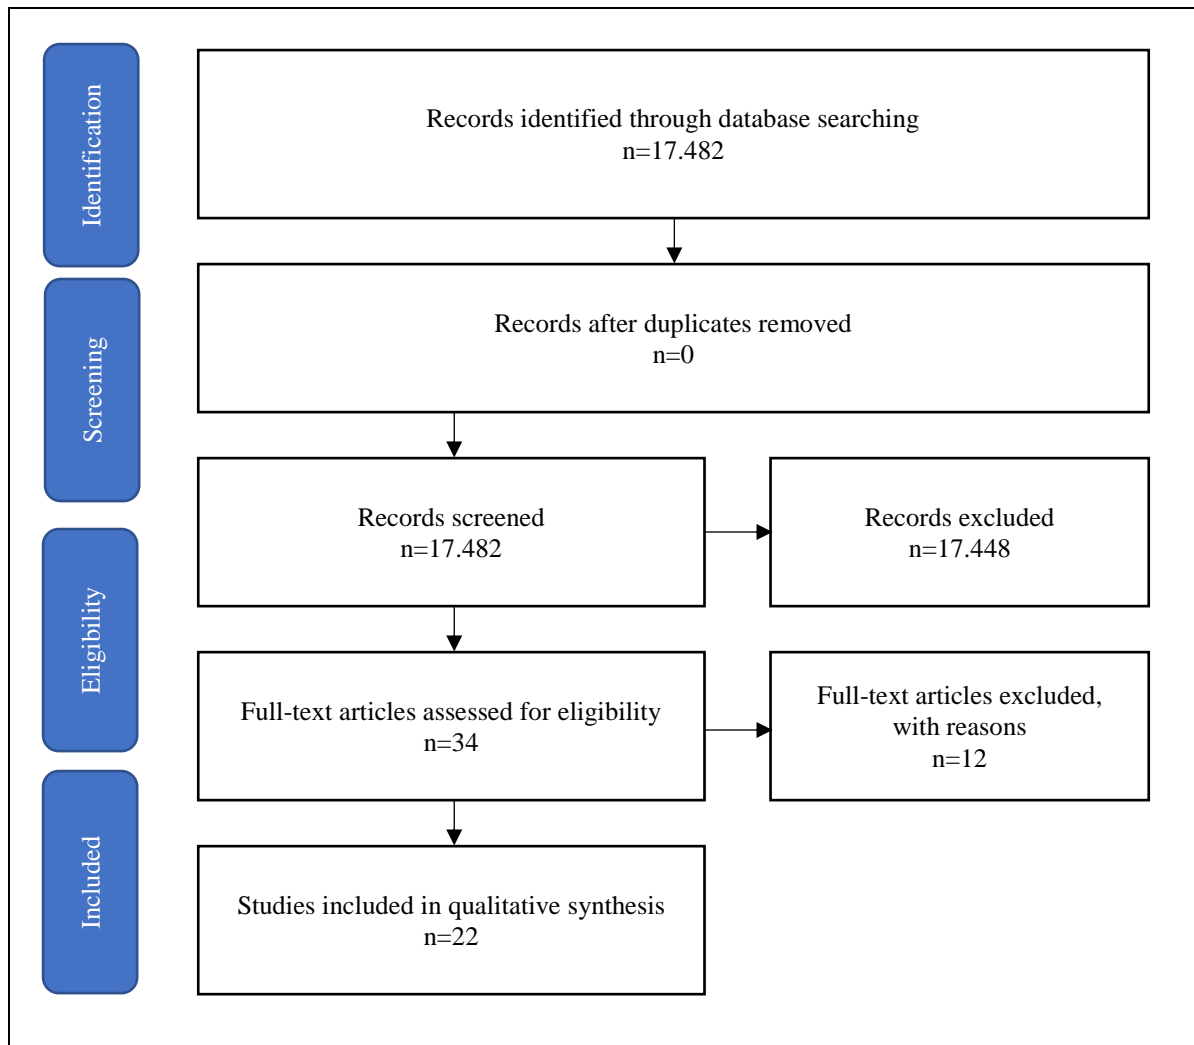 Identification
Records identified through database searching
n=17.482
Screening
Records after duplicates removed
n=0
Records screened
n=17.482
Records excluded
n=17.448
Eligibility
Full-text articles assessed for eligibility
n=34
Full-text articles excluded,
with reasons
n=12
Included
Studies included in qualitative synthesis
n=22